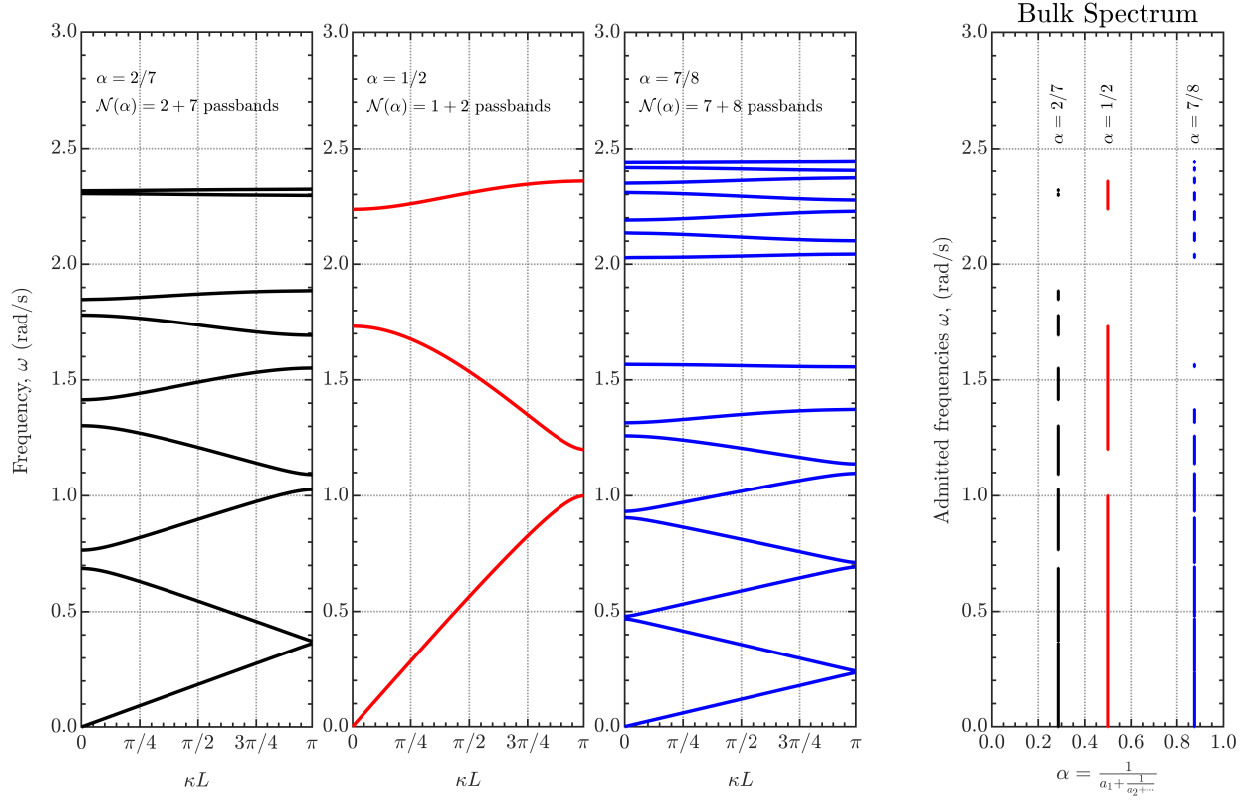 Bulk Spectrum
Frequency, ω (rad/s)
3.0
2.5
2.0
1.5
1.0
0.5
0.0
α = 2/7
𝒩(α) = 2 + 7 passbands
0 π/4 π/2 3π/4 π
κL
3.0
2.5
2.0
1.5
1.0
0.5
0.0
α = 1/2
𝒩(α) = 1 + 2 passbands
0 π/4 π/2 3π/4 π
κL
3.0
2.5
2.0
1.5
1.0
0.5
0.0
α = 7/8
𝒩(α) = 7 + 8 passbands
0 π/4 π/2 3π/4 π
κL
Admitted frequencies ω, (rad/s)
3.0
2.5
2.0
1.5
1.0
0.5
0.0
α = 2/7
α = 1/2
α = 7/8
0.0 0.2 0.4 0.6 0.8 1.0
α = 1/(a₁+1/(a₂+⋯))